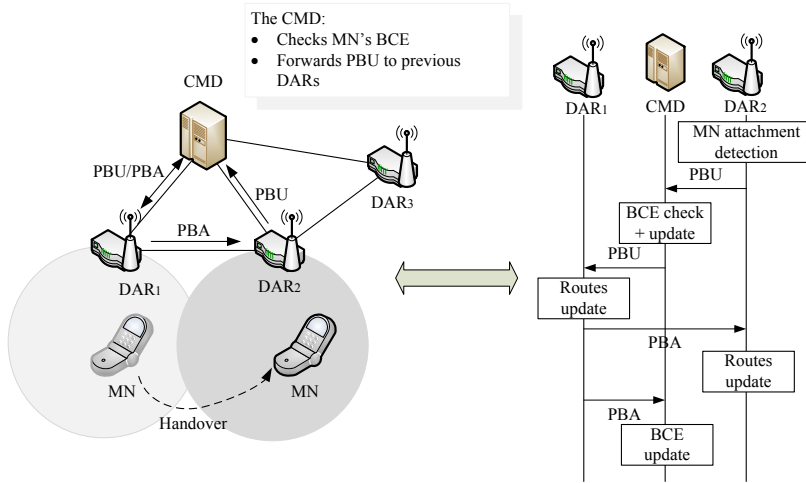 The CMD:
• Checks MN's BCE
• Forwards PBU to previous
DARs
CMD
PBU/PBA
PBU
DAR3
PBA
DAR1
DAR2
MN
MN
Handover
DAR1
CMD
DAR2
MN attachment
detection
PBU
BCE check
+ update
PBU
Routes
update
PBA
Routes
update
PBA
BCE
update